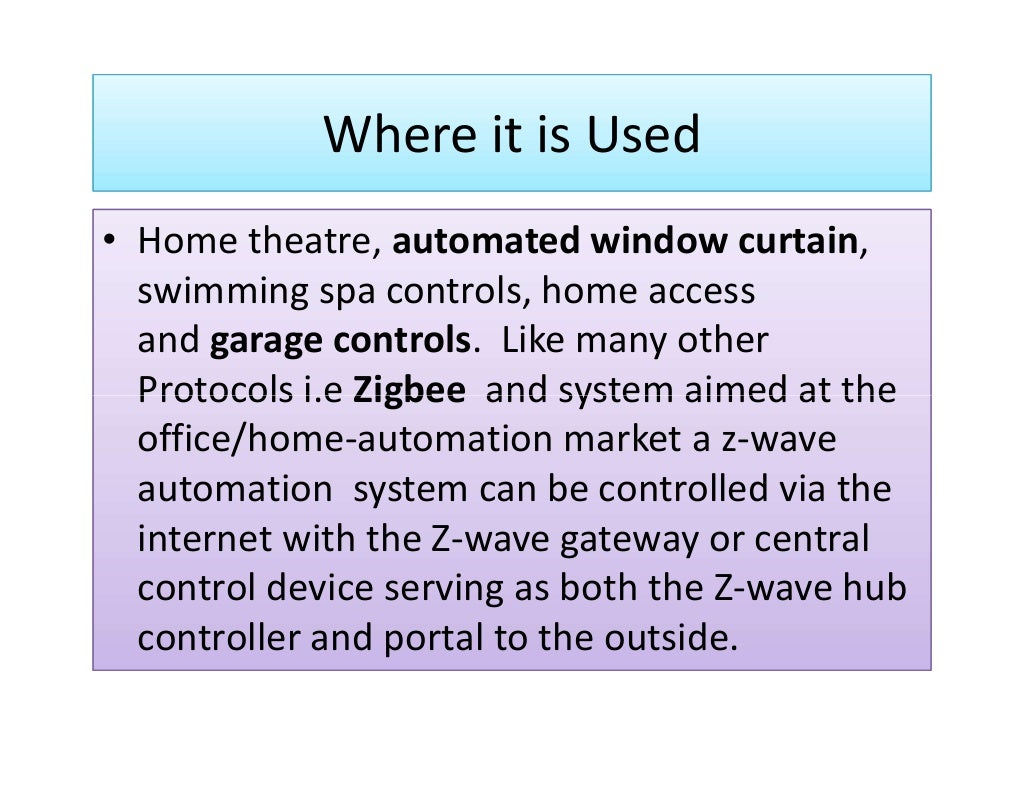 Where it is Used
• Home theatre, automated window curtain,
swimming spa controls, home access
and garage controls.  Like many other
Protocols i.e Zigbee  and system aimed at the
office/home-automation market a z-wave
automation  system can be controlled via the
internet with the Z-wave gateway or central
control device serving as both the Z-wave hub
controller and portal to the outside.